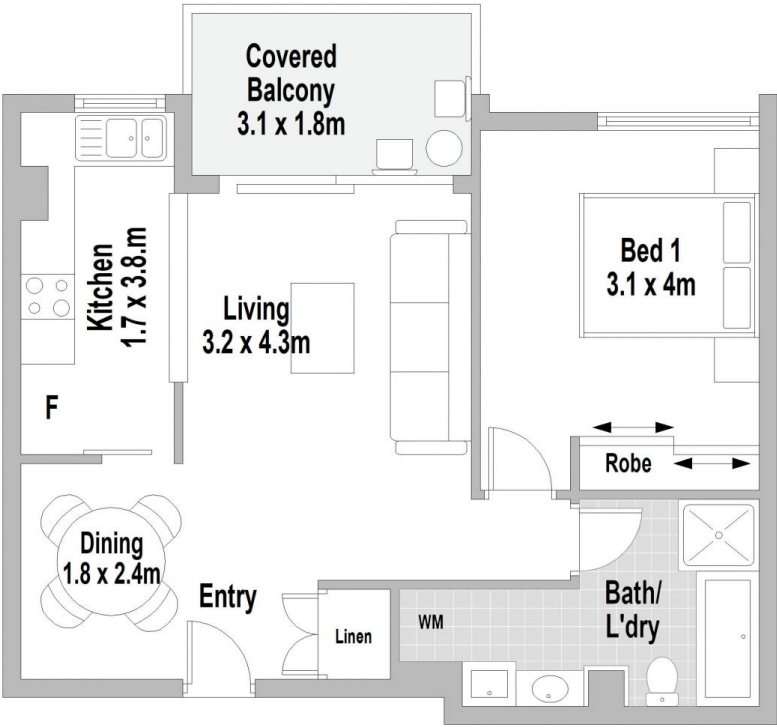 Covered
Balcony
3.1 x 1.8m
Kitchen
1.7 x 3.8.m
Living
3.2 x 4.3m
Bed 1
3.1 x 4m
F
Robe
Dining
1.8 x 2.4m
Entry
Linen
WM
Bath/
L'dry